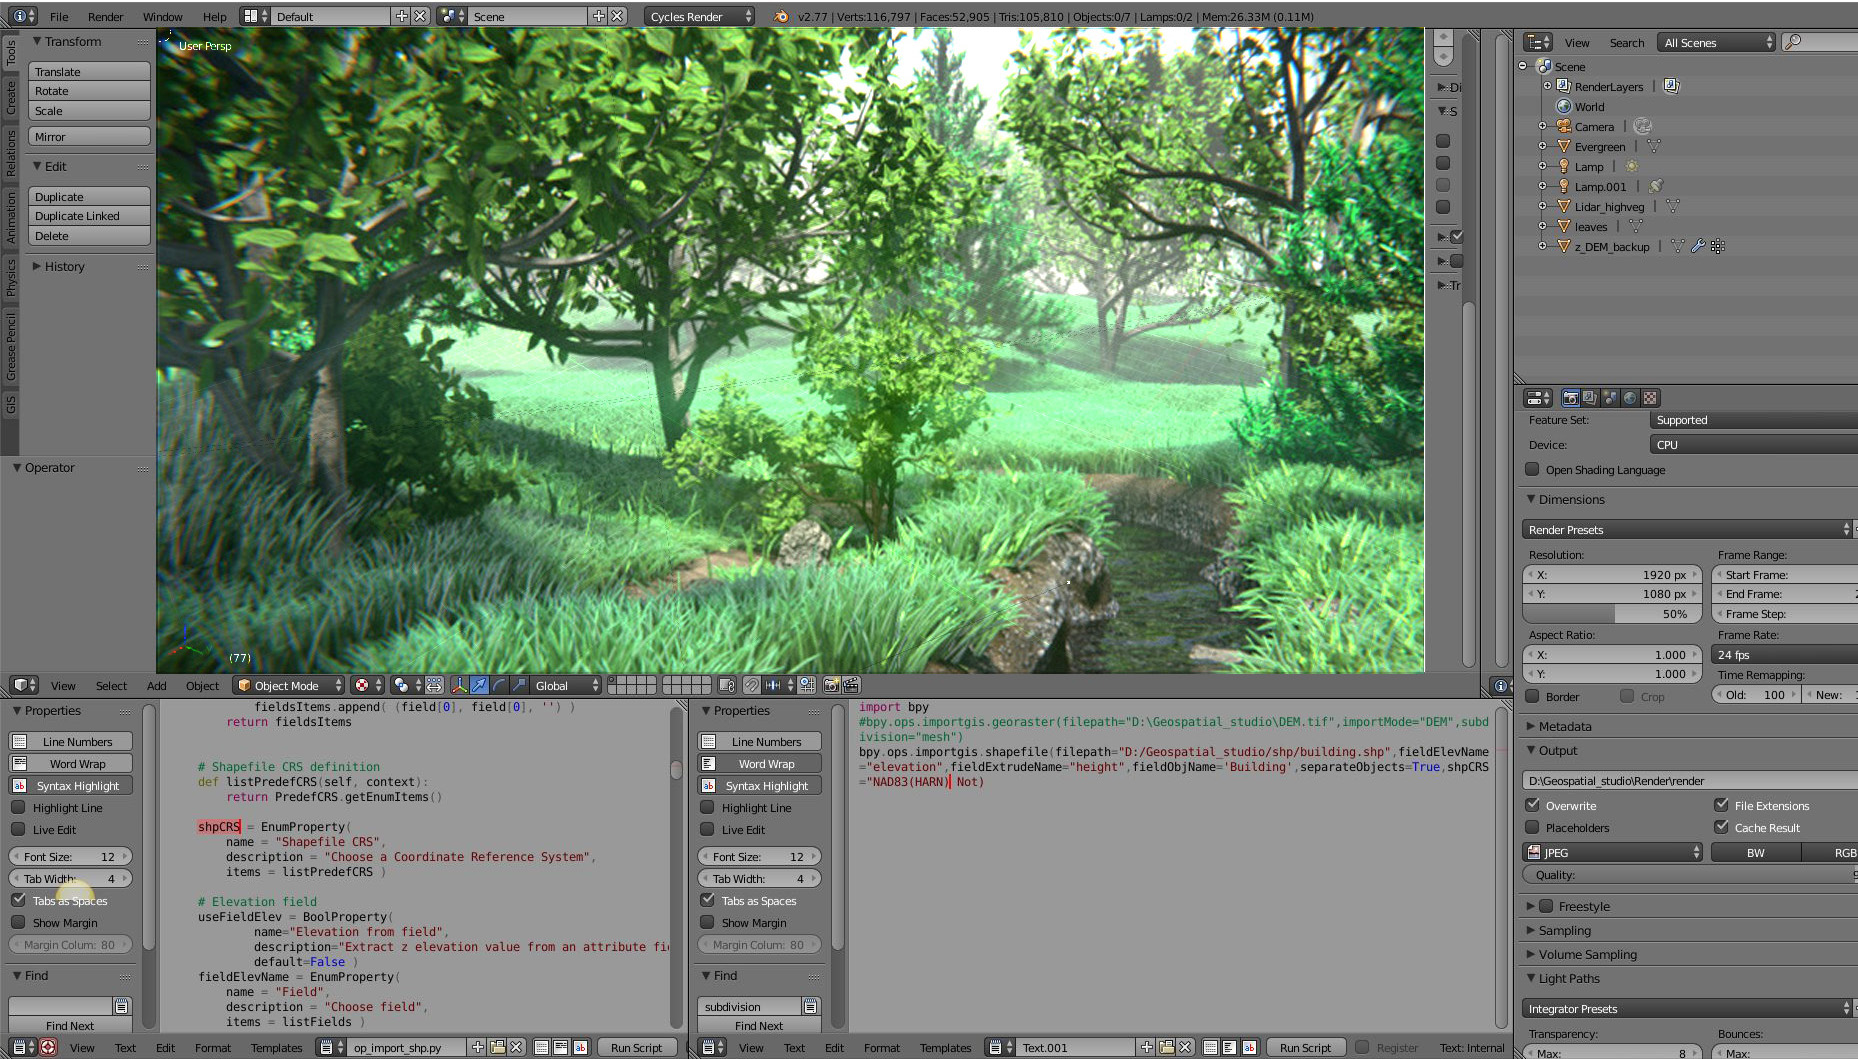 File Render Window Help Default Scene Cycles Render v2.77 | Verts:116,797 | Faces:52,905 | Tris:105,810 | Objects:0/7 | Lamps:0/2 | Mem:26.33M (0.11M)
Tools
Create
Relations
Animation
Physics
Grease Pencil
GIS
Transform
Translate
Rotate
Scale
Mirror
Edit
Duplicate
Duplicate Linked
Delete
History
Operator
User Persp
(77)
Di
S
Tr
View Select Add Object Object Mode Global
View Search All Scenes
Scene
RenderLayers
World
Camera
Evergreen
Lamp
Lamp.001
Lidar_highveg
leaves
z_DEM_backup
Feature Set: Supported
Device: CPU
Open Shading Language
Dimensions
Render Presets
Resolution: Frame Range:
X: 1920 px Start Frame:
Y: 1080 px End Frame: 2
50% Frame Step:
Aspect Ratio: Frame Rate:
X: 1.000 24 fps
Y: 1.000 Time Remapping:
Border Crop Old: 100 New: 1
Metadata
Output
D:\Geospatial_studio\Render\render
Overwrite File Extensions
Placeholders Cache Result
JPEG BW RGB
Quality: 9
Freestyle
Sampling
Volume Sampling
Light Paths
Integrator Presets
Transparency: Bounces:
Max: 8 Max:
Properties
Line Numbers
Word Wrap
Syntax Highlight
Highlight Line
Live Edit
Font Size: 12
Tab Width: 4
Tabs as Spaces
Show Margin
Margin Colum: 80
Find
Find Next
fieldsItems.append( (field[0], field[0], '') )
return fieldsItems
# Shapefile CRS definition
def listPredefCRS(self, context):
return PredefCRS.getEnumItems()
shpCRS = EnumProperty(
name = "Shapefile CRS",
description = "Choose a Coordinate Reference System",
items = listPredefCRS )
# Elevation field
useFieldElev = BoolProperty(
name="Elevation from field",
description="Extract z elevation value from an attribute fi
default=False )
fieldElevName = EnumProperty(
name = "Field",
description = "Choose field",
items = listFields )
View Text Edit Format Templates op_import_shp.py Run Script
Properties
Line Numbers
Word Wrap
Syntax Highlight
Highlight Line
Live Edit
Font Size: 12
Tab Width: 4
Tabs as Spaces
Show Margin
Margin Colum: 80
Find
subdivision
Find Next
import bpy
#bpy.ops.importgis.georaster(filepath="D:\Geospatial_studio\DEM.tif",importMode="DEM",subd
ivision="mesh")
bpy.ops.importgis.shapefile(filepath="D:/Geospatial_studio/shp/building.shp",fieldElevName
="elevation",fieldExtrudeName="height",fieldObjName='Building',separateObjects=True,shpCRS
="NAD83(HARN) Not)
View Text Edit Format Templates Text.001 Run Script Register Text: Internal